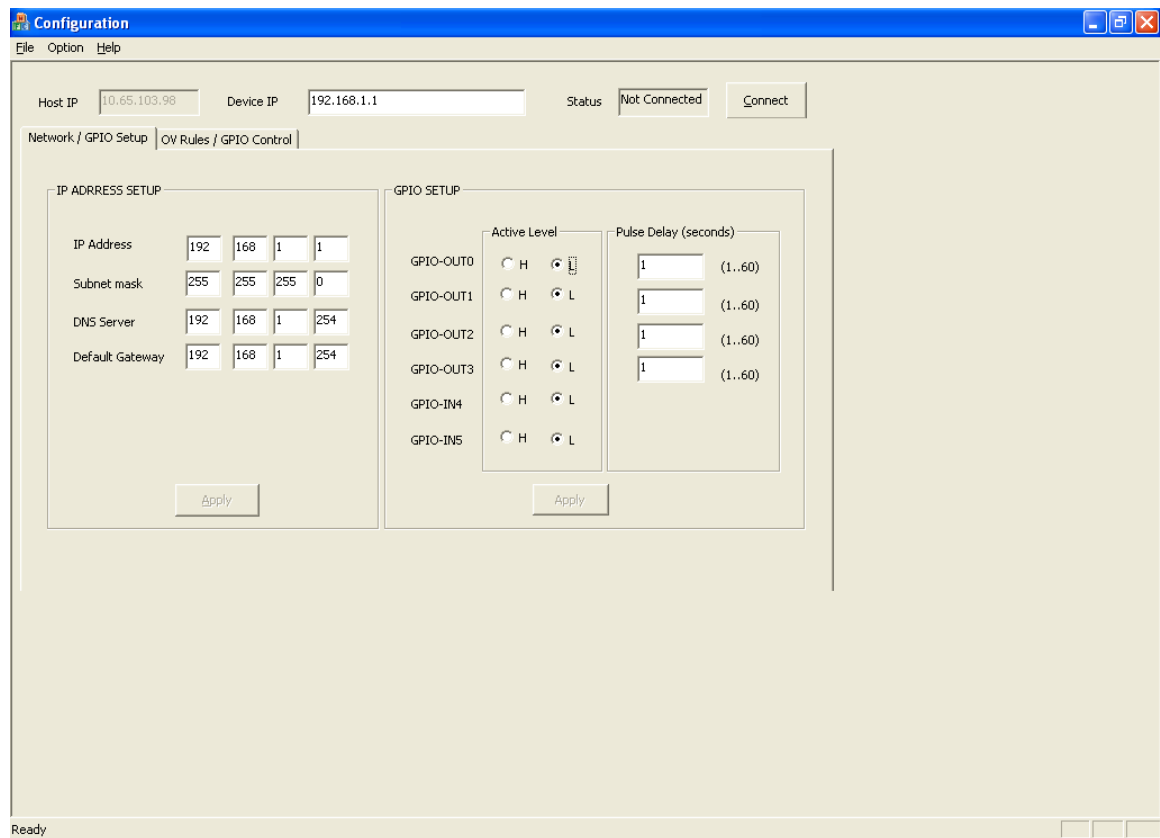 Configuration
File Option Help
Host IP 10.65.103.98 Device IP 192.168.1.1 Status Not Connected Connect
Network / GPIO Setup OV Rules / GPIO Control
IP ADRRESS SETUP GPIO SETUP
Active Level Pulse Delay (seconds)
IP Address 192 168 1 1
GPIO-OUT0 H L 1 (1..60)
Subnet mask 255 255 255 0
GPIO-OUT1 H L 1 (1..60)
DNS Server 192 168 1 254
GPIO-OUT2 H L 1 (1..60)
Default Gateway 192 168 1 254
GPIO-OUT3 H L 1 (1..60)
GPIO-IN4 H L
GPIO-IN5 H L
Apply Apply
Ready